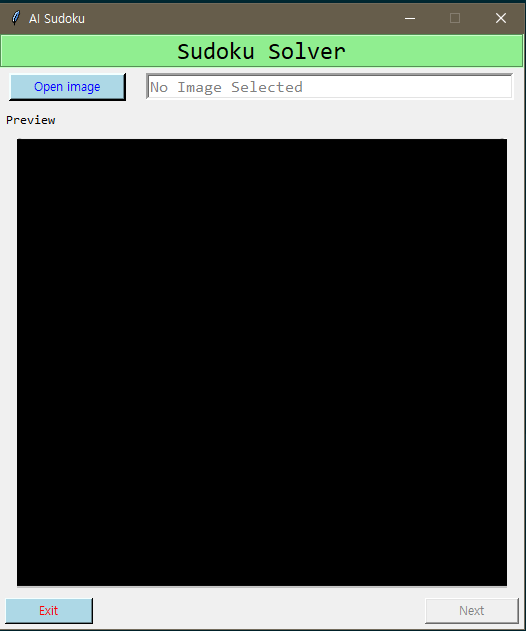 AI Sudoku
Sudoku Solver
Open image
No Image Selected
Preview
Exit
Next